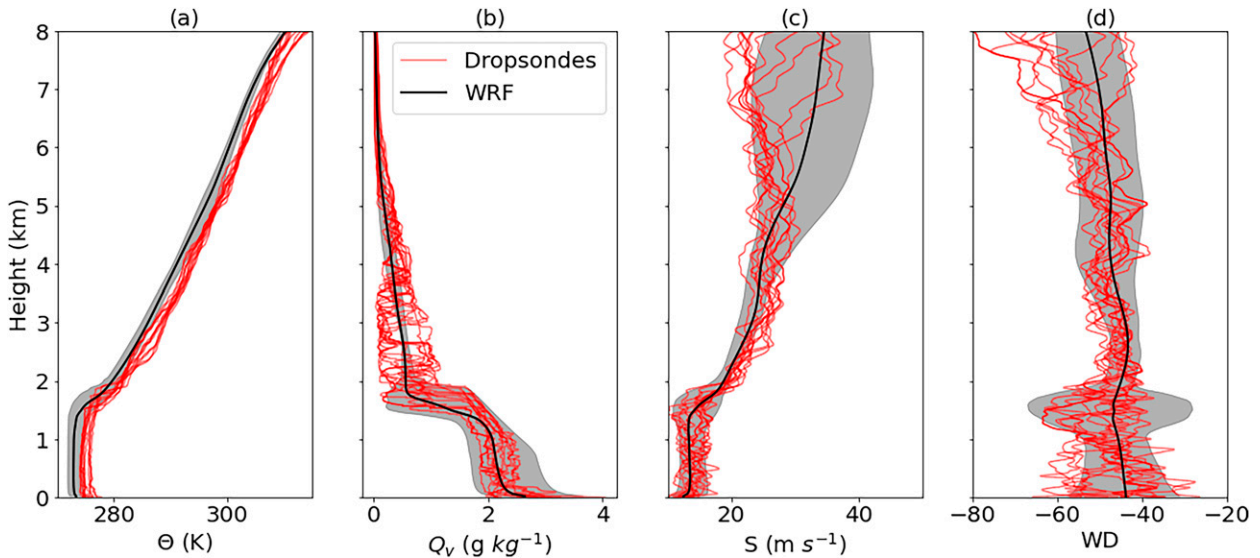 (a) (b) (c) (d)
Height (km)
8
7
6
5
4
3
2
1
0
Dropsondes
WRF
280 300
0 2 4
20 40
−80 −60 −40 −20
Θ (K)
Qv (g kg⁻¹)
S (m s⁻¹)
WD